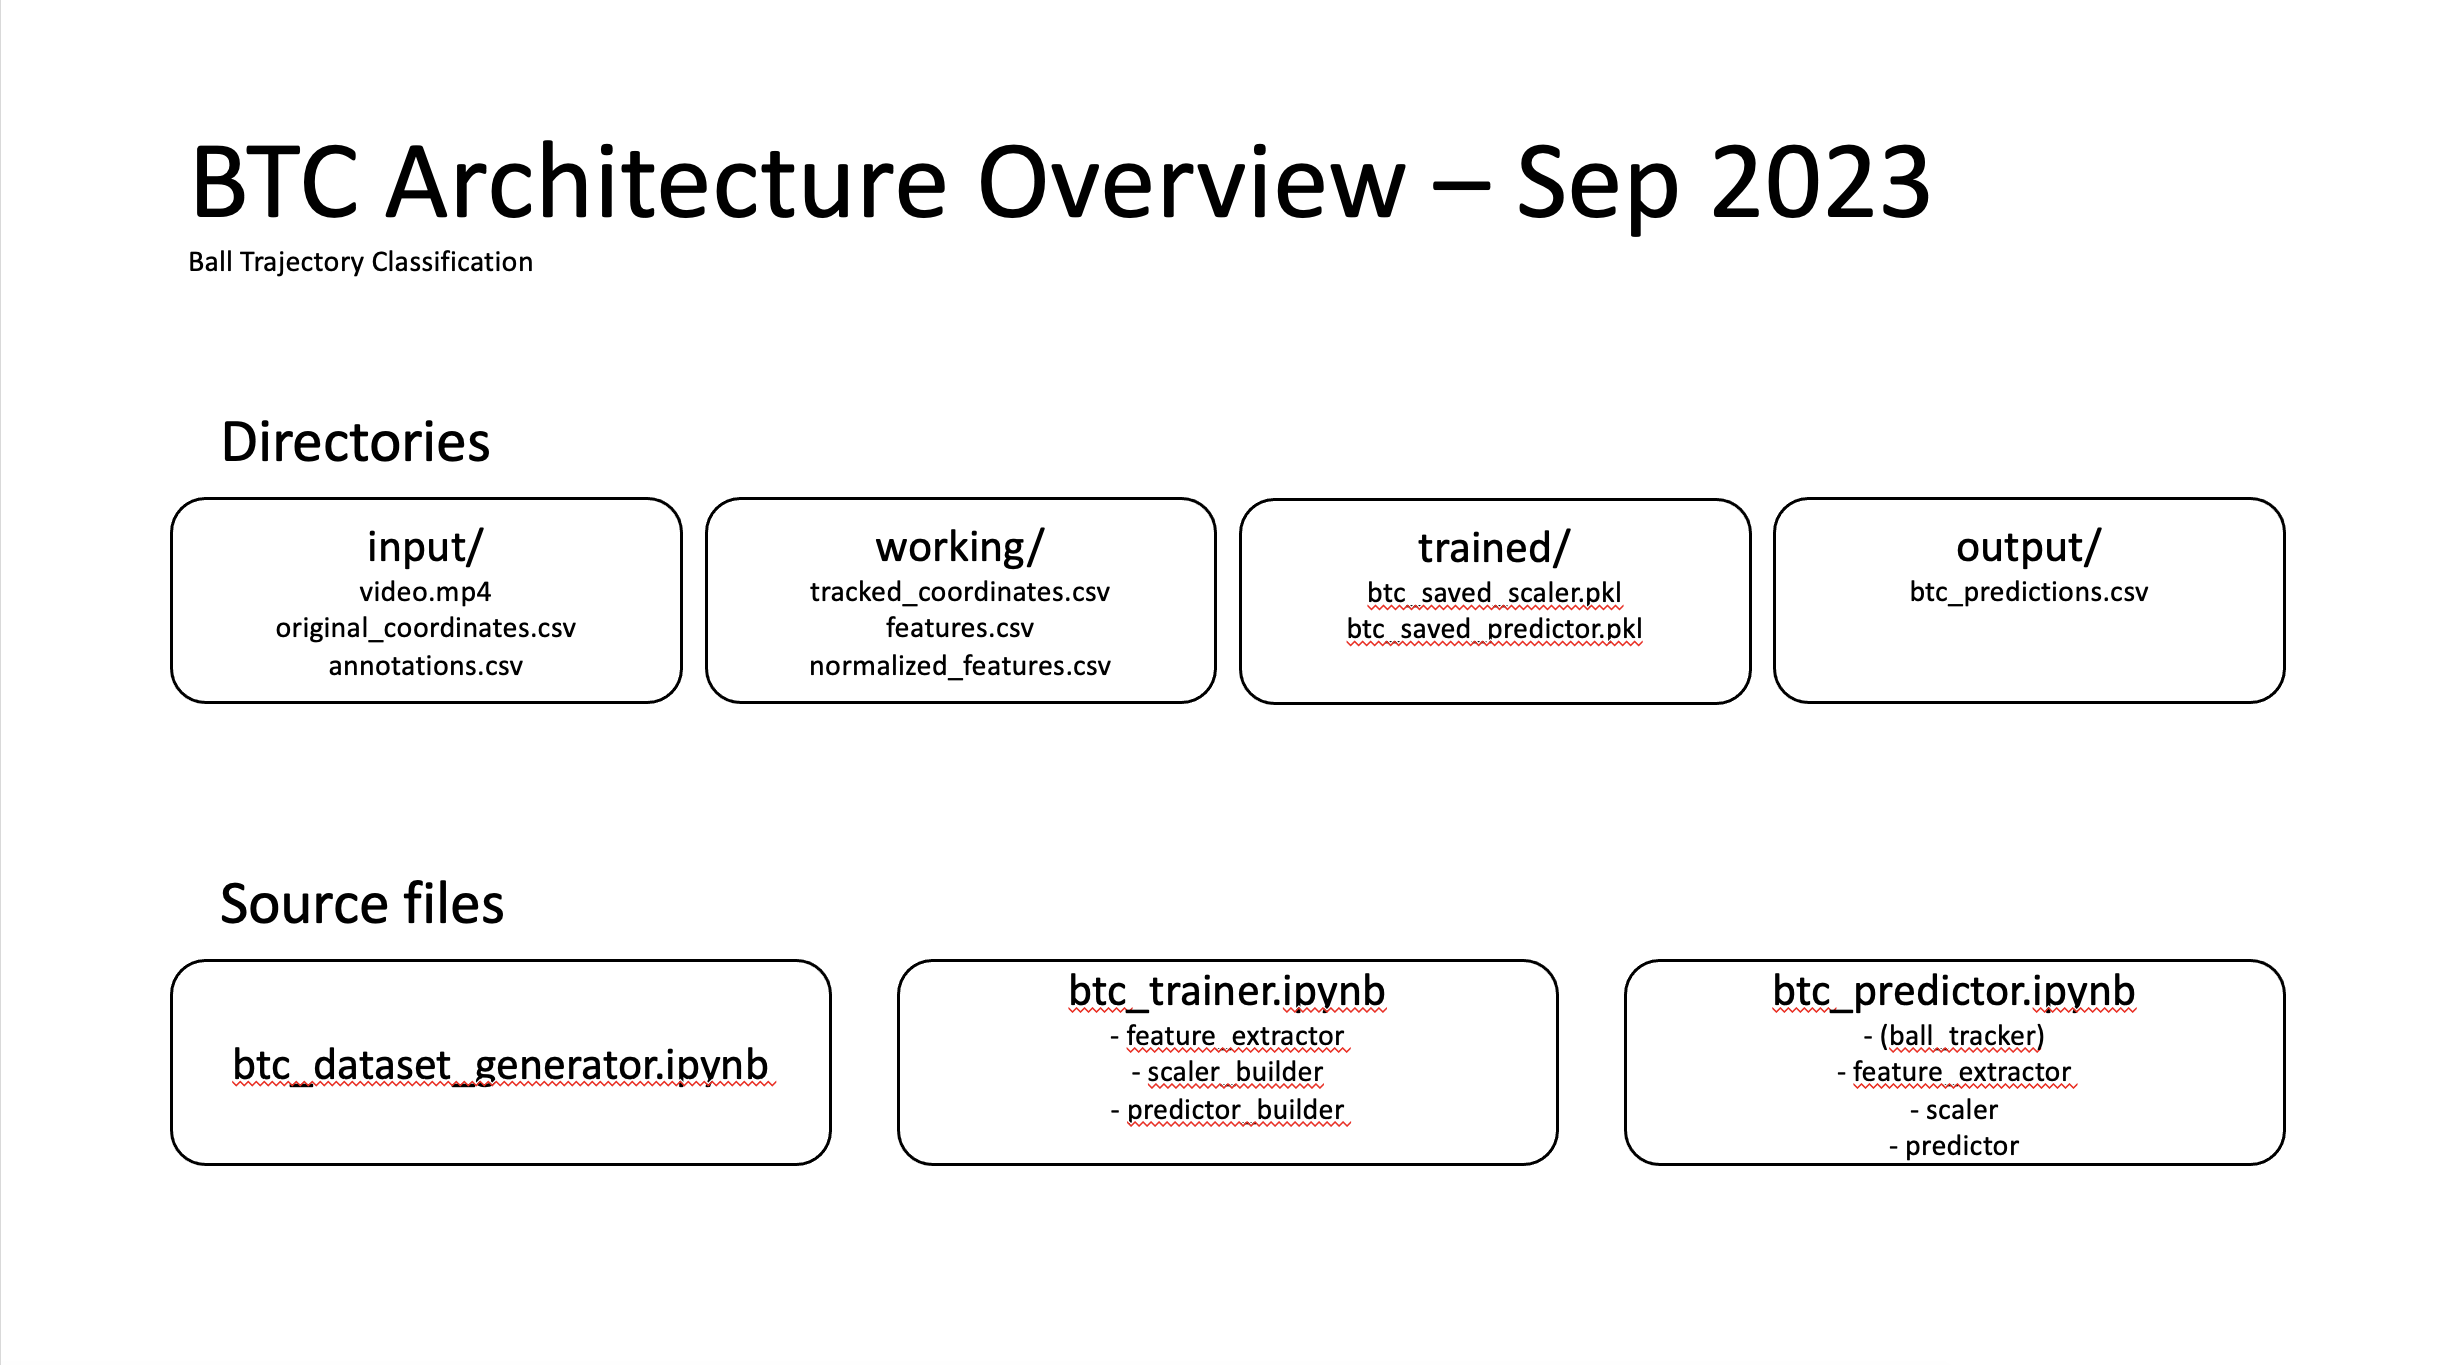 BTC Architecture Overview – Sep 2023
Ball Trajectory Classification
Directories
input/
video.mp4
original_coordinates.csv
annotations.csv
working/
tracked_coordinates.csv
features.csv
normalized_features.csv
trained/
btc_saved_scaler.pkl
btc_saved_predictor.pkl
output/
btc_predictions.csv
Source files
btc_dataset_generator.ipynb
btc_trainer.ipynb
- feature_extractor
- scaler_builder
- predictor_builder
btc_predictor.ipynb
- (ball_tracker)
- feature_extractor
- scaler
- predictor